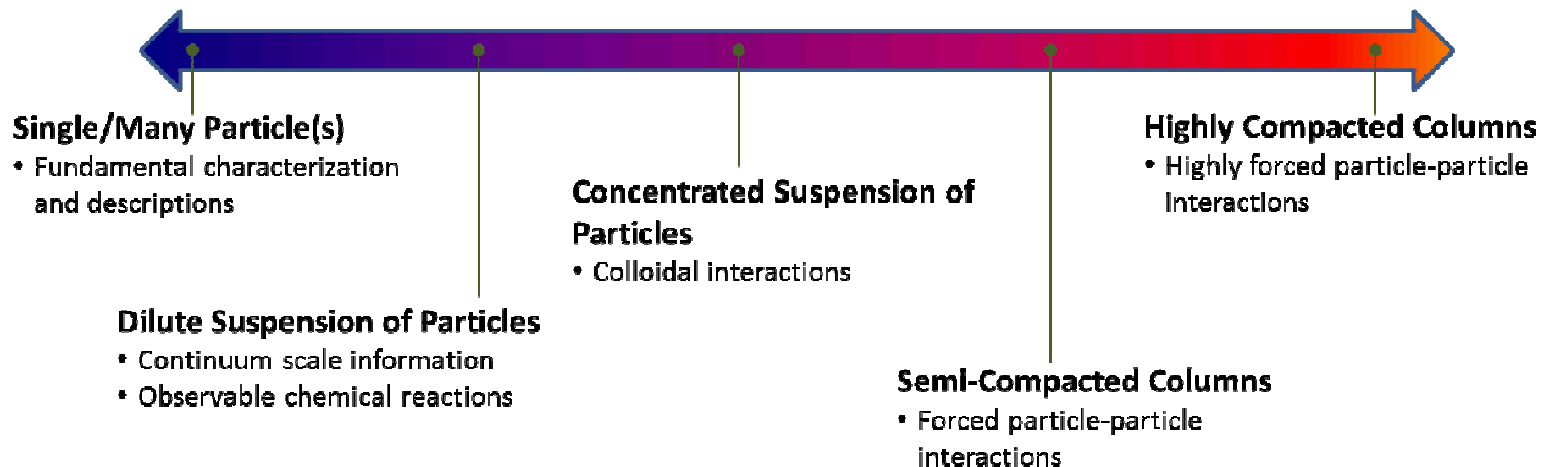 Single/Many Particle(s)
• Fundamental characterization
and descriptions
Dilute Suspension of Particles
• Continuum scale information
• Observable chemical reactions
Concentrated Suspension of
Particles
• Colloidal interactions
Semi-Compacted Columns
• Forced particle-particle
interactions
Highly Compacted Columns
• Highly forced particle-particle
Interactions